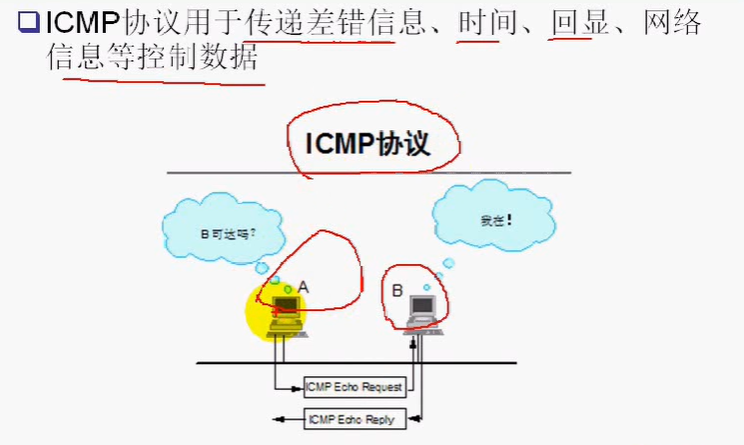 ICMP协议用于传递差错信息、时间、回显、网络
信息等控制数据
ICMP协议
B可达吗?
我在!
A
B
ICMP Echo Request
ICMP Echo Reply